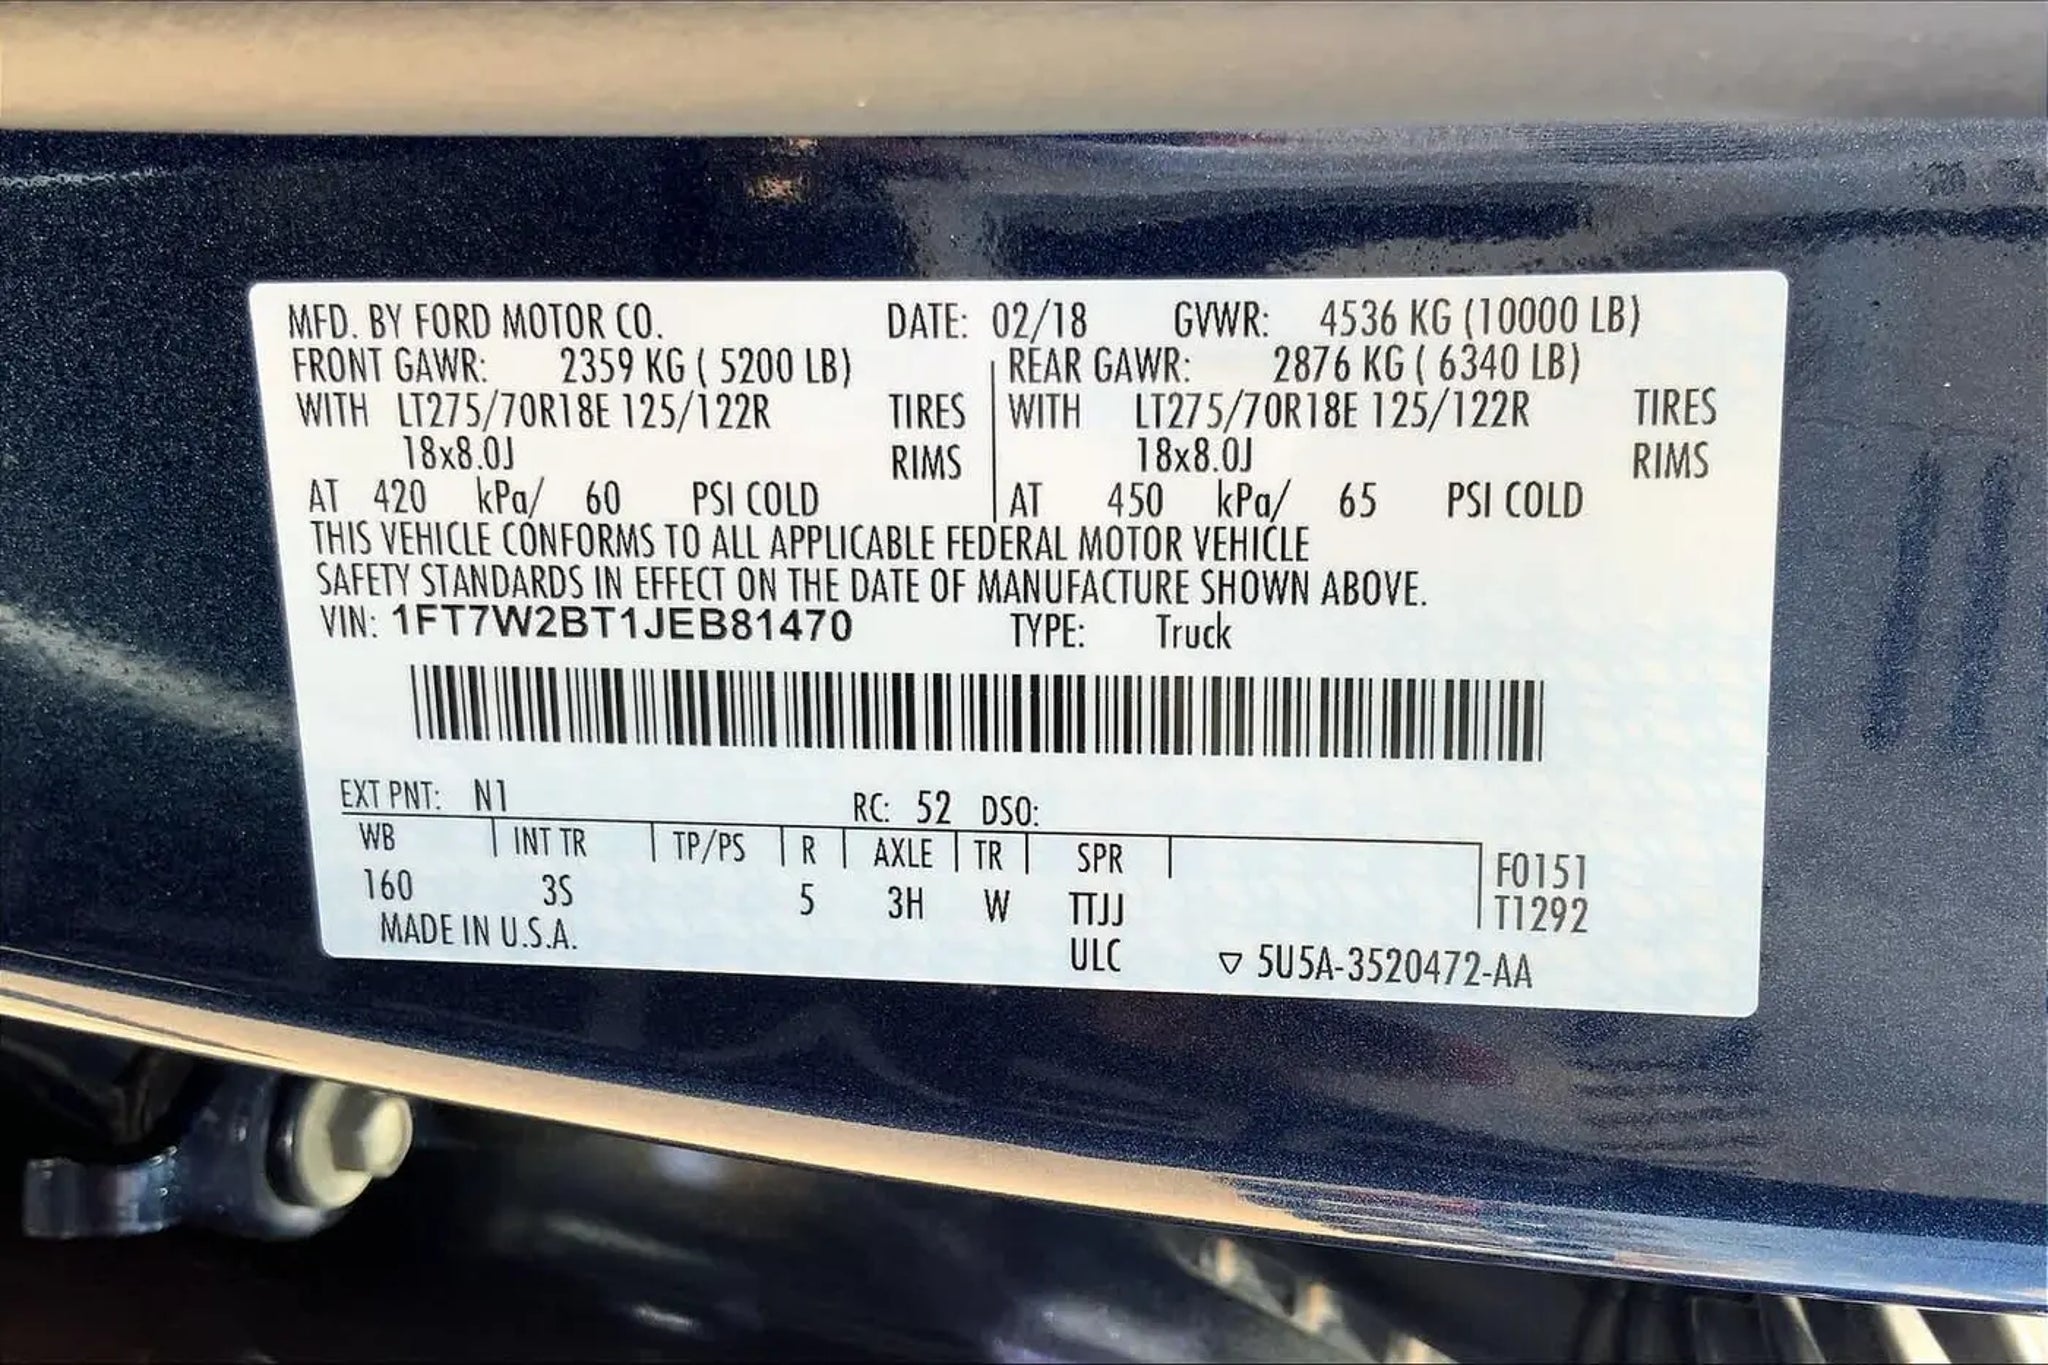 MFD. BY FORD MOTOR CO. DATE: 02/18 GVWR: 4536 KG (10000 LB)
FRONT GAWR: 2359 KG ( 5200 LB) REAR GAWR: 2876 KG ( 6340 LB)
WITH LT275/70R18E 125/122R TIRES WITH LT275/70R18E 125/122R TIRES
18x8.0J RIMS 18x8.0J RIMS
AT 420 kPa/ 60 PSI COLD AT 450 kPa/ 65 PSI COLD
THIS VEHICLE CONFORMS TO ALL APPLICABLE FEDERAL MOTOR VEHICLE
SAFETY STANDARDS IN EFFECT ON THE DATE OF MANUFACTURE SHOWN ABOVE.
VIN: 1FT7W2BT1JEB81470 TYPE: Truck
EXT PNT: N1 RC: 52 DSO:
WB INT TR TP/PS R AXLE TR SPR F0151
160 3S 5 3H W TTJJ T1292
MADE IN U.S.A. ULC ▽ 5U5A-3520472-AA